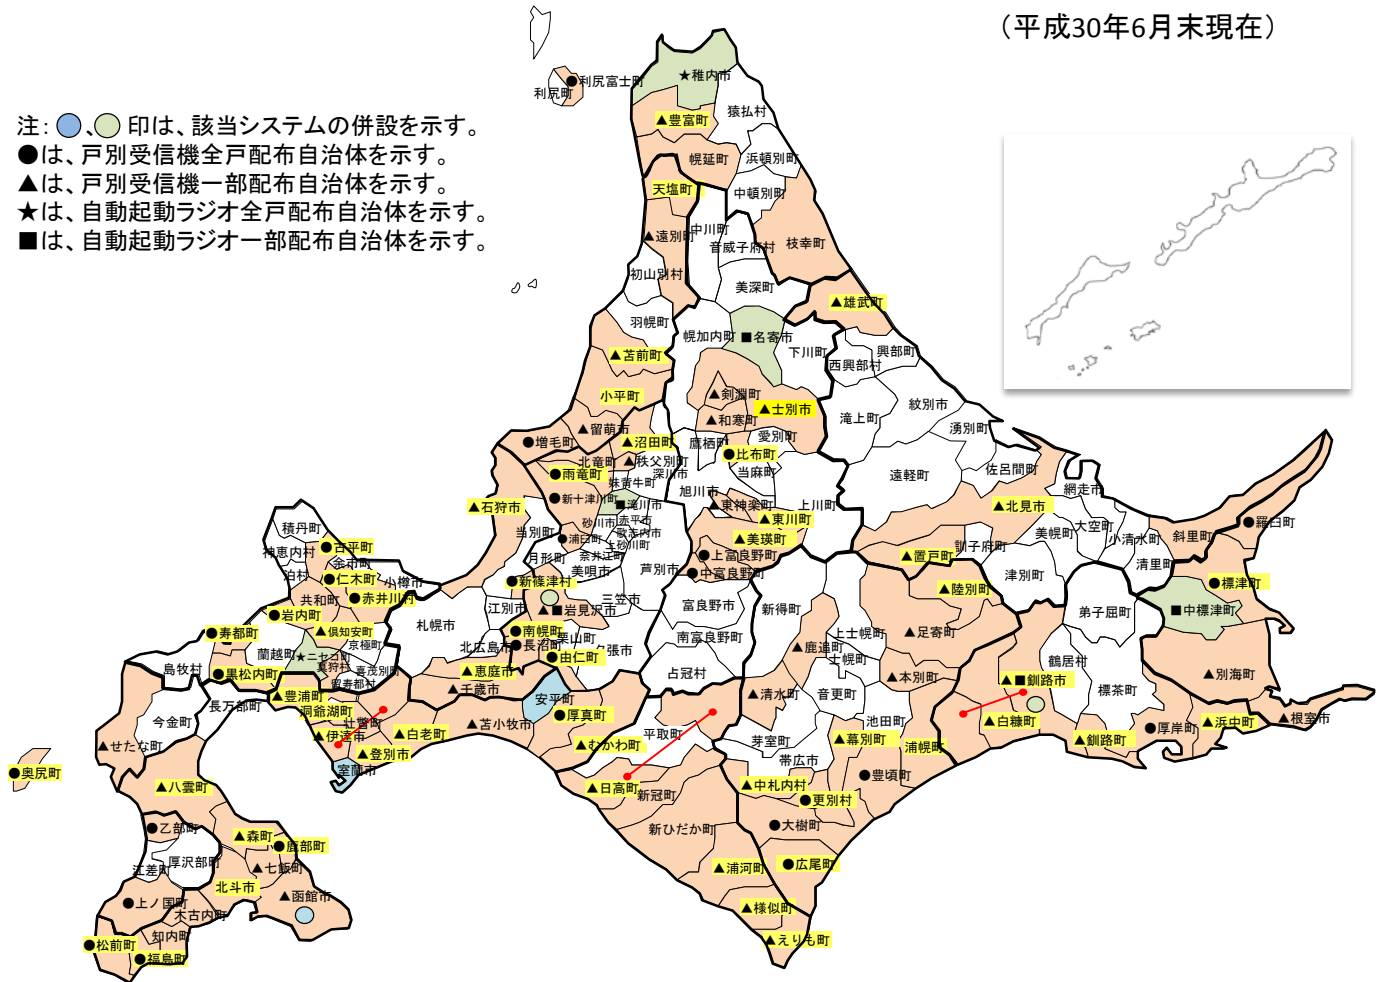 （平成30年6月末現在）
注: 、 印は、該当システムの併設を示す。
●は、戸別受信機全戸配布自治体を示す。
▲は、戸別受信機一部配布自治体を示す。
★は、自動起動ラジオ全戸配布自治体を示す。
■は、自動起動ラジオ一部配布自治体を示す。
★稚内市
●利尻富士町
利尻町
猿払村
▲豊富町
幌延町
浜頓別町
天塩町
中頓別町
▲遠別町
中川町
音威子府村
枝幸町
初山別村
美深町
▲雄武町
羽幌町
幌加内町
■名寄市
下川町
興部町
西興部村
▲苫前町
小平町
▲剣淵町
▲士別市
▲和寒町
滝上町
紋別市
湧別町
▲留萌市
●増毛町
▲沼田町
鷹栖町
愛別町
●比布町
当麻町
北竜町
▲秩父別町
深川市
●雨竜町
妹背牛町
旭川市
遠軽町
佐呂間町
網走市
●新十津川町
■滝川市
▲東神楽町
上川町
▲東川町
▲北見市
▲石狩市
砂川市
赤平市
歌志内市
上砂川町
当別町
●浦臼町
奈井江町
▲美瑛町
美幌町
大空町
小清水町
斜里町
●羅臼町
積丹町
●古平町
神恵内村
余市町
月形町
美唄市
芦別市
●上富良野町
●中富良野町
▲置戸町
訓子府町
津別町
清里町
泊村
●仁木町
小樽市
●新篠津村
▲陸別町
●標津町
共和町
●赤井川村
江別市
▲■岩見沢市
三笠市
富良野市
新得町
弟子屈町
■中標津町
●岩内町
札幌市
●寿都町
▲倶知安町
京極町
●南幌町
栗山町
南富良野町
上士幌町
▲足寄町
島牧村
蘭越町
★ニセコ町
真狩村
喜茂別町
留寿都村
北広島市
●長沼町
●由仁町
夕張市
占冠村
▲鹿追町
士幌町
鶴居村
▲別海町
●黒松内町
▲恵庭市
▲千歳市
安平町
▲清水町
音更町
▲本別町
▲■釧路市
標茶町
▲豊浦町
長万部町
洞爺湖町
壮瞥町
今金町
▲伊達市
▲白老町
▲苫小牧市
●厚真町
平取町
芽室町
池田町
▲白糠町
●厚岸町
▲浜中町
▲根室市
▲せたな町
▲登別市
▲むかわ町
▲幕別町
浦幌町
▲釧路町
室蘭市
帯広市
●奥尻町
▲八雲町
▲日高町
新冠町
▲中札内村
●豊頃町
●更別村
●乙部町
▲森町
●鹿部町
新ひだか町
●大樹町
江差町
厚沢部町
▲七飯町
▲浦河町
●広尾町
北斗市
▲函館市
●上ノ国町
木古内町
▲様似町
知内町
●松前町
●福島町
▲えりも町